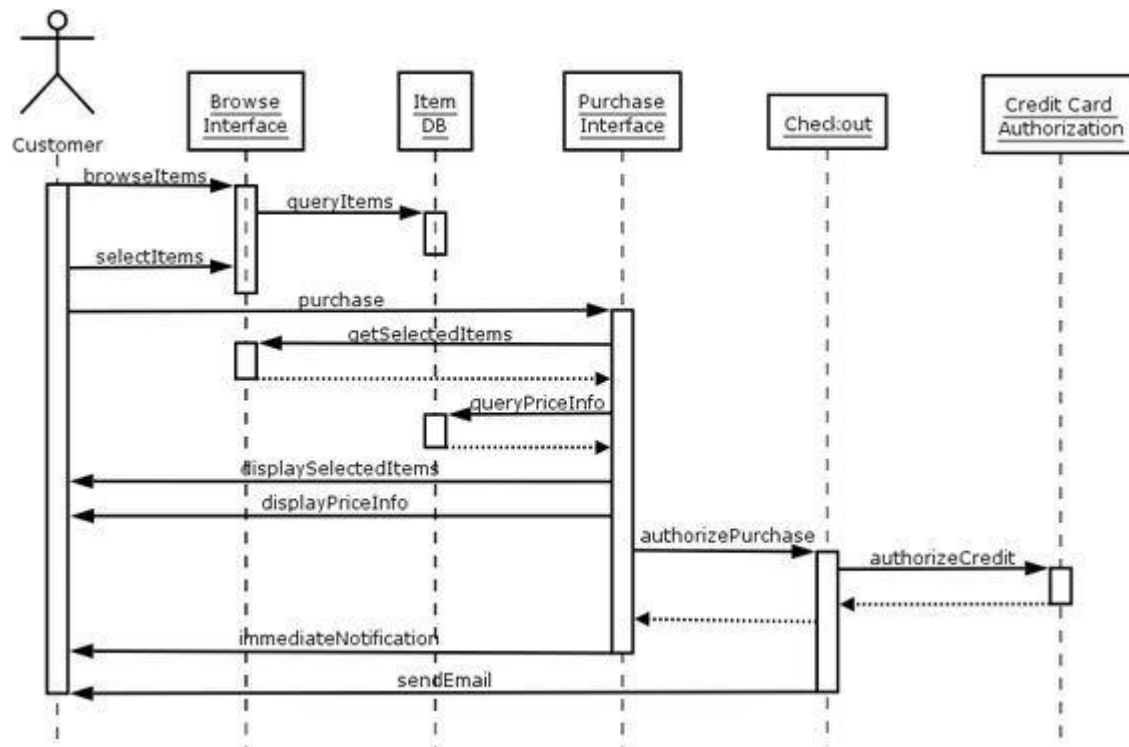 Customer
Browse
Interface
Item
DB
Purchase
Interface
Checkout
Credit Card
Authorization
browseItems
queryItems
selectItems
purchase
getSelectedItems
queryPriceInfo
displaySelectedItems
displayPriceInfo
authorizePurchase
authorizeCredit
immediateNotification
sendEmail